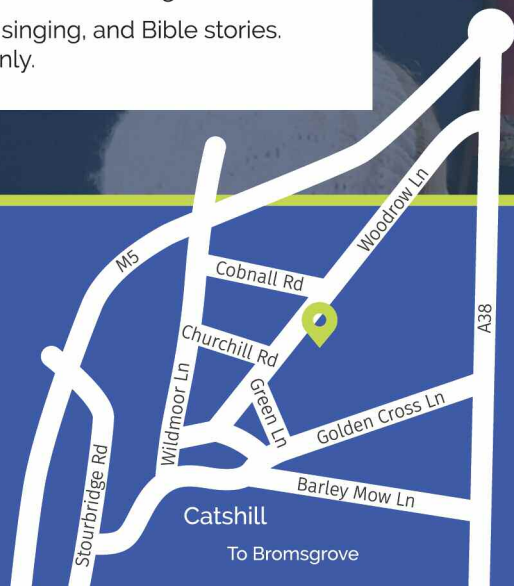 singing, and Bible stories.
nly.
Woodrow Ln
M5
Cobnall Rd
A38
Churchill Rd
Wildmoor Ln
Green Ln
Golden Cross Ln
Stourbridge Rd
Barley Mow Ln
Catshill
To Bromsgrove